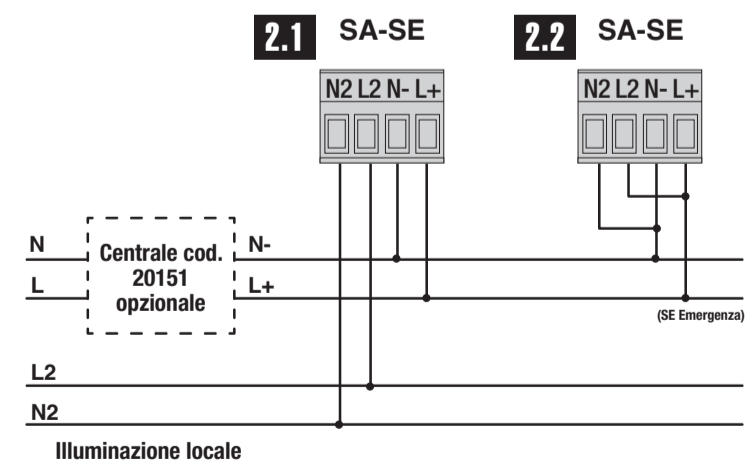 2.1 SA-SE
2.2 SA-SE
N2 L2 N- L+
N2 L2 N- L+
N
Centrale cod.
20151
opzionale
N-
L
L+
(SE Emergenza)
L2
N2
Illuminazione locale